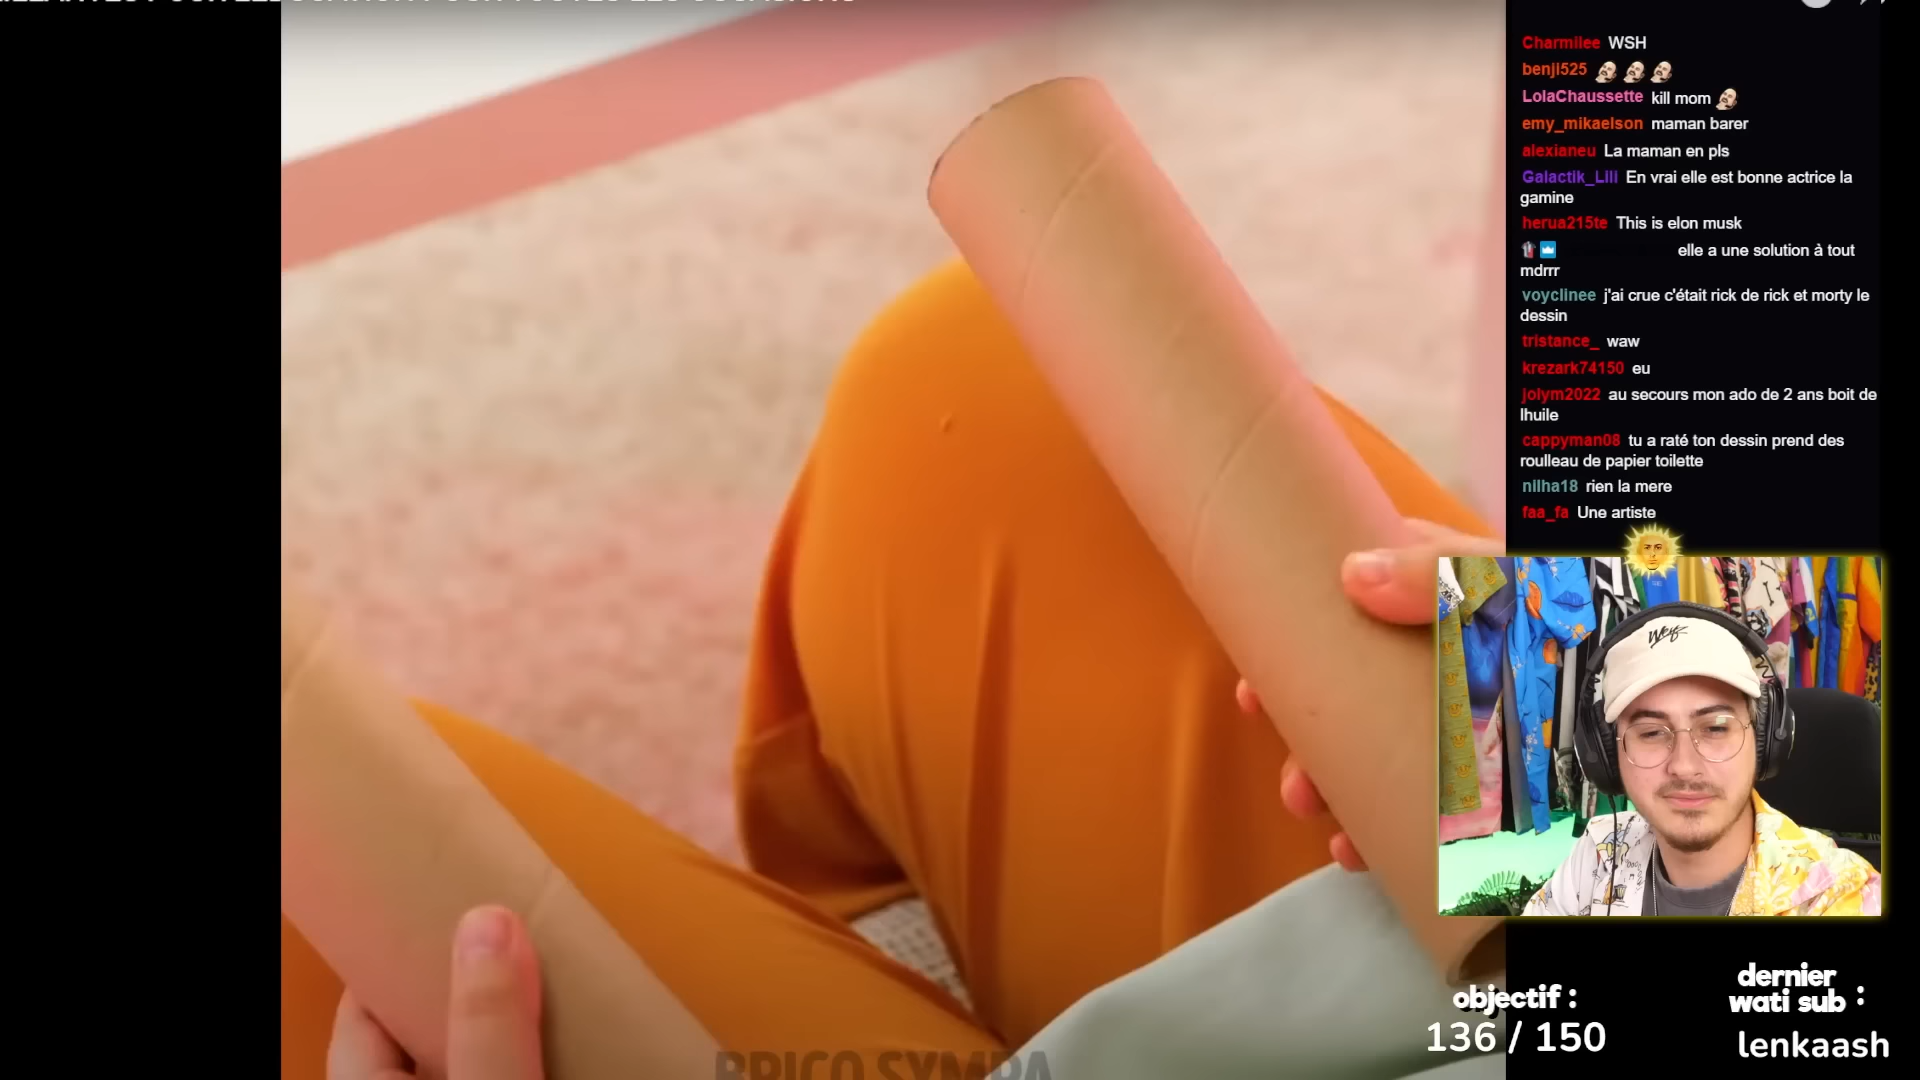 Charmilee WSH
benji525
LolaChaussette kill mom
emy_mikaelson maman barer
alexianeu La maman en pls
Galactik_Lili En vrai elle est bonne actrice la
gamine
herua215te This is elon musk
elle a une solution à tout
mdrrr
voyclinee j'ai crue c'était rick de rick et morty le
dessin
tristance_ waw
krezark74150 eu
jolym2022 au secours mon ado de 2 ans boit de
lhuile
cappyman08 tu a raté ton dessin prend des
roulleau de papier toilette
nilha18 rien la mere
faa_fa Une artiste
objectif :
136 / 150
dernier
wati sub :
lenkaash
BRICO SYMPA